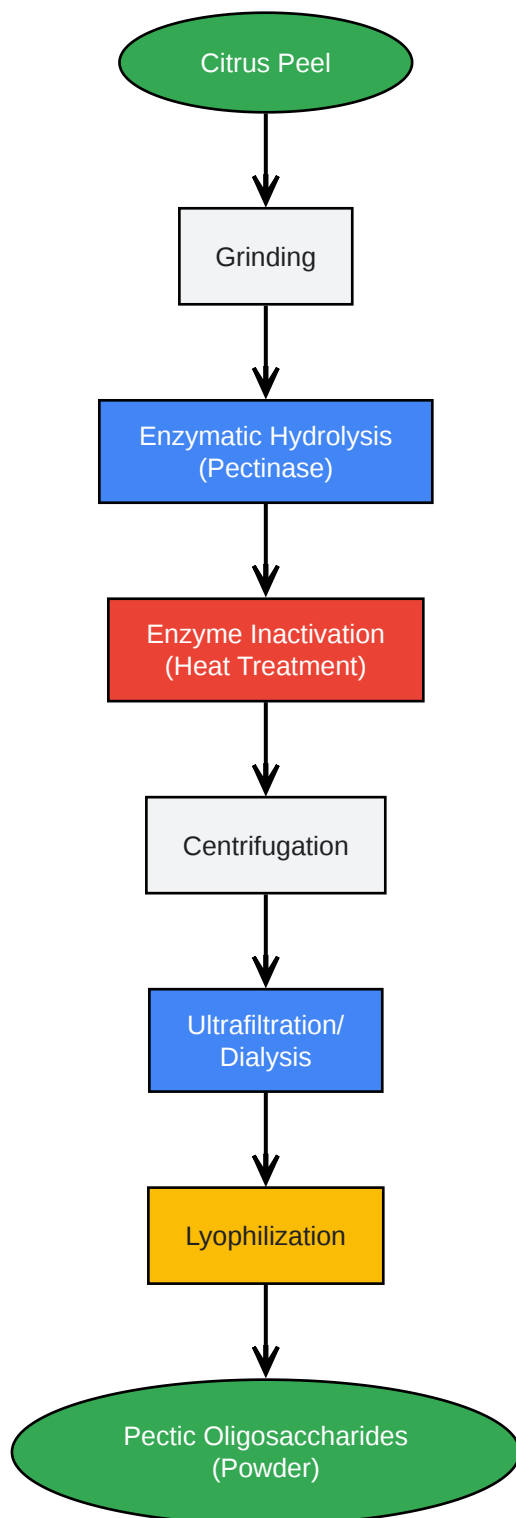 Citrus Peel
Grinding
Enzymatic Hydrolysis
(Pectinase)
Enzyme Inactivation
(Heat Treatment)
Centrifugation
Ultrafiltration/
Dialysis
Lyophilization
Pectic Oligosaccharides
(Powder)